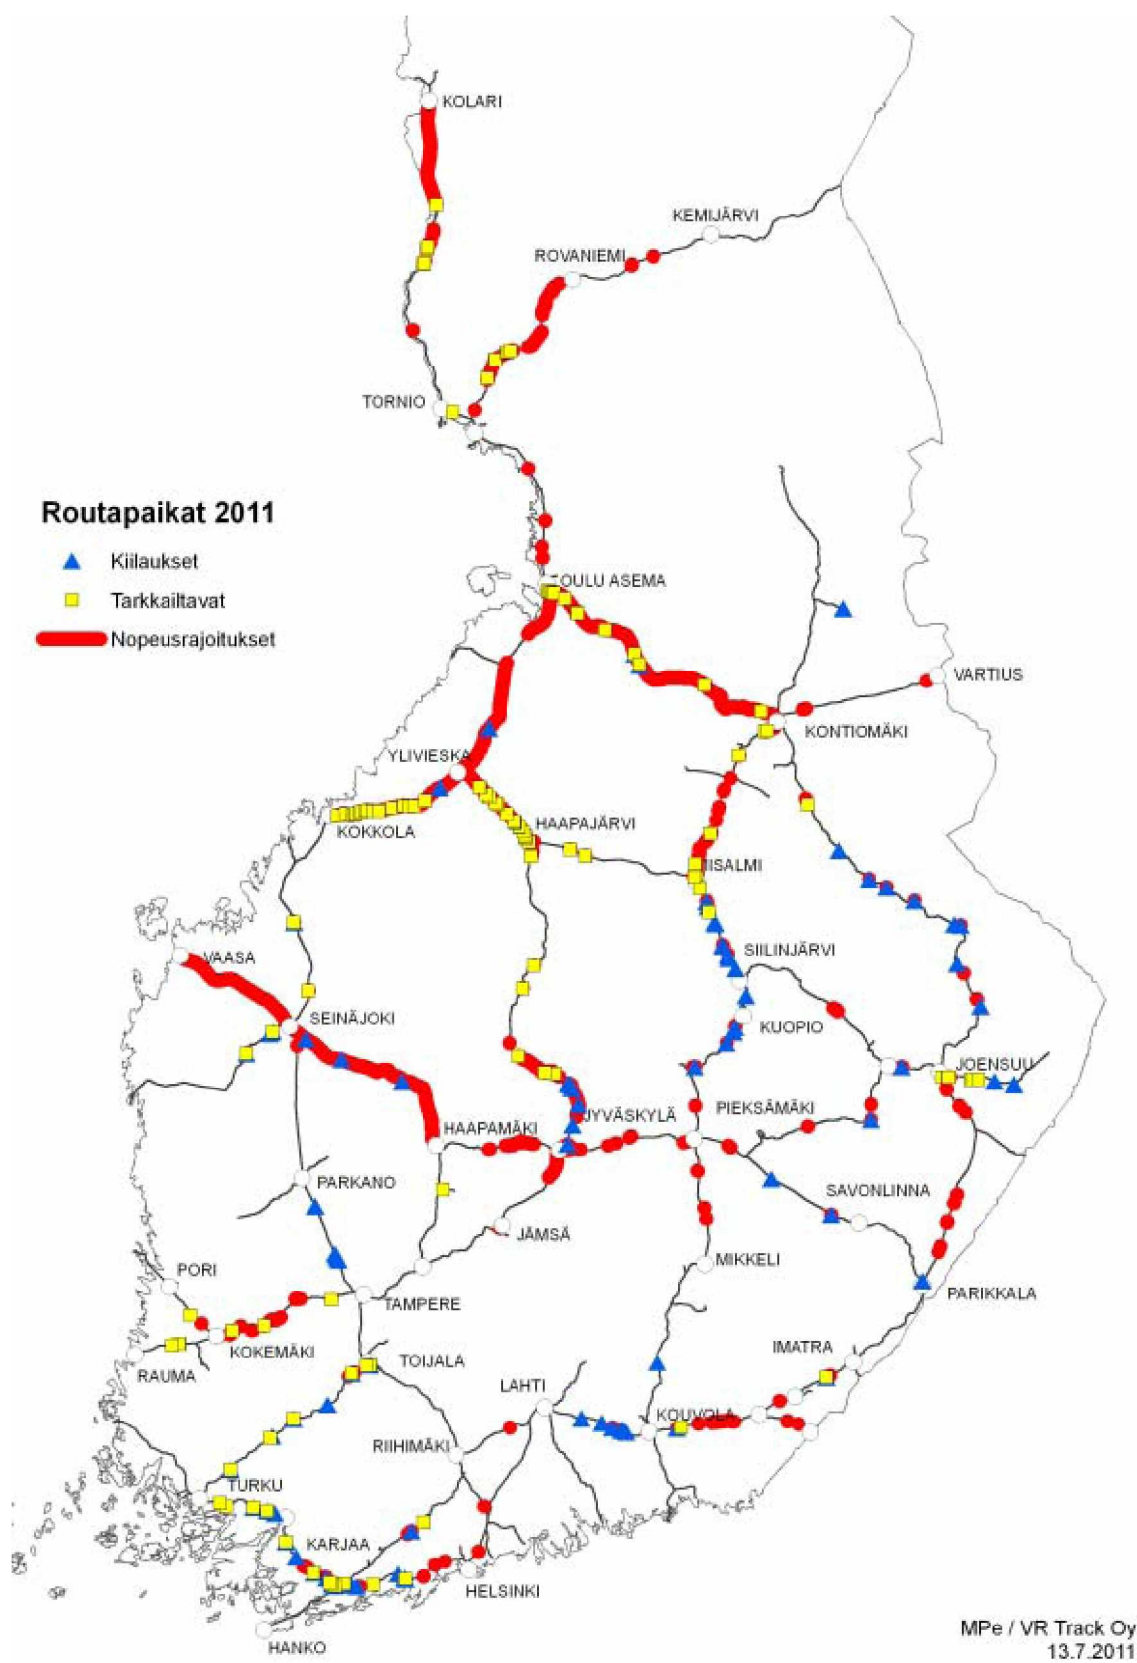 KOLARI
KEMIJÄRVI
ROVANIEMI
TORNIO
Routapaikat 2011
Kiilaukset
Tarkkailtavat
Nopeusrajoitukset
OULU ASEMA
VARTIUS
KONTIOMÄKI
YLIVIESKA
KOKKOLA
HAAPAJÄRVI
IISALMI
VAASA
SIILINJÄRVI
SEINÄJOKI
KUOPIO
JOENSUU
HAAPAMÄKI
JYVÄSKYLÄ
PIEKSÄMÄKI
PARKANO
SAVONLINNA
JÄMSÄ
MIKKELI
PORI
TAMPERE
PARIKKALA
KOKEMÄKI
RAUMA
TOIJALA
IMATRA
LAHTI
KOUVOLA
RIIHIMÄKI
TURKU
KARJAA
HELSINKI
HANKO
MPe / VR Track Oy
13.7.2011